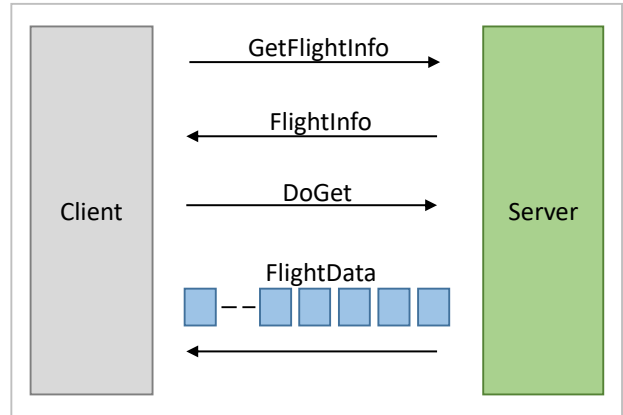 GetFlightInfo
FlightInfo
Client
DoGet
Server
FlightData